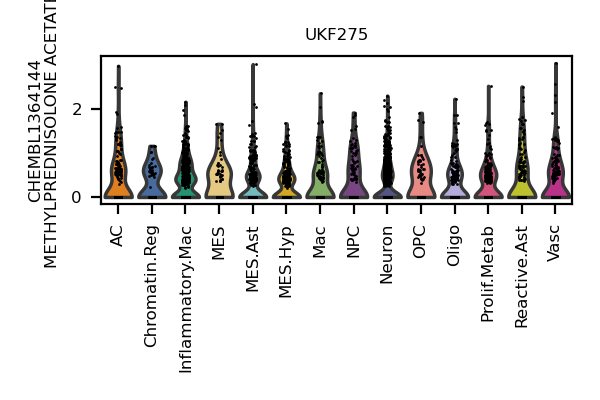 UKF275
CHEMBL1364144
METHYLPREDNISOLONE ACETAT
2
0
AC
Chromatin.Reg
Inflammatory.Mac
MES
MES.Ast
MES.Hyp
Mac
NPC
Neuron
OPC
Oligo
Prolif.Metab
Reactive.Ast
Vasc